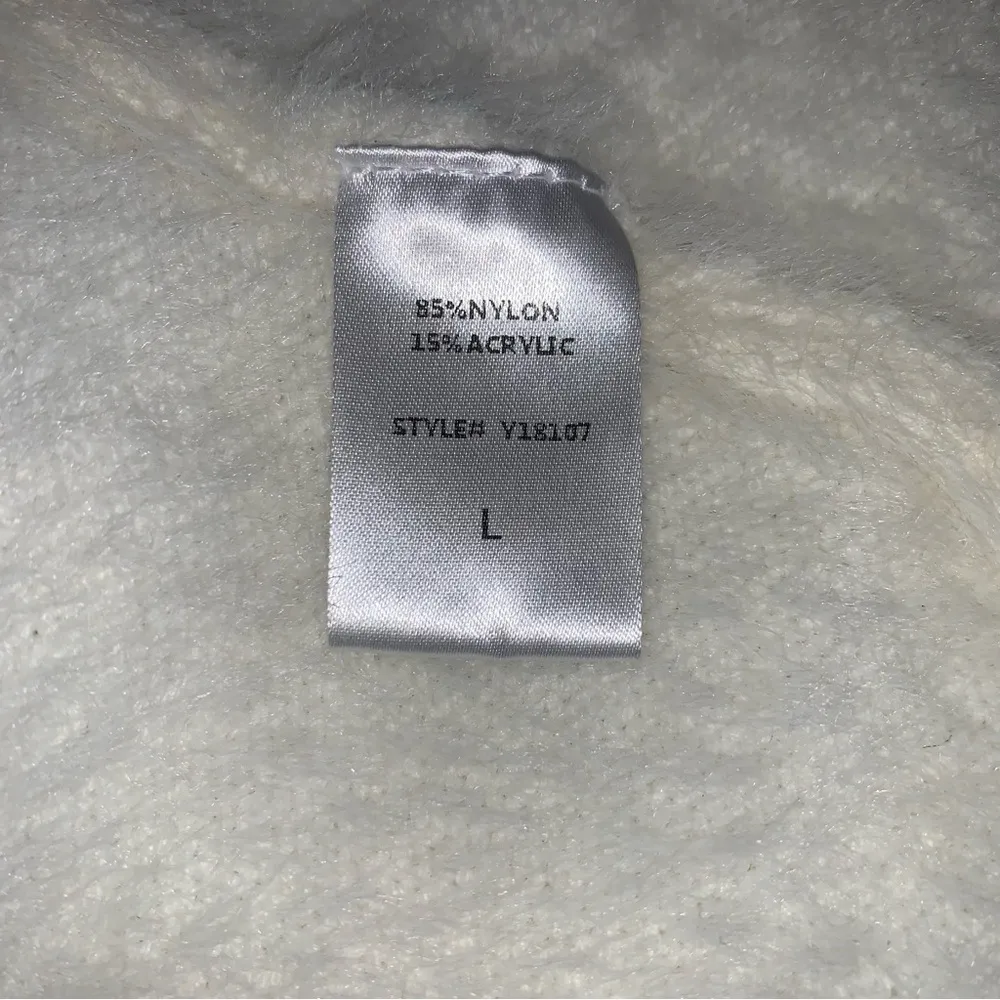 85%NYLON
15%ACRYLIC
STYLE# Y18107
L